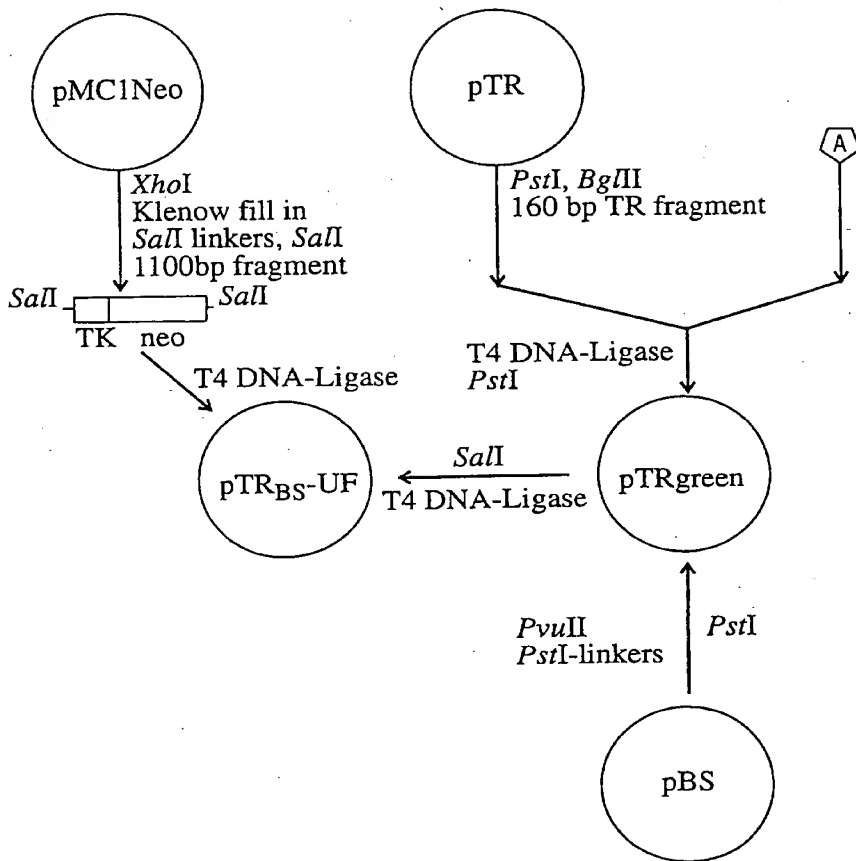 pMC1Neo
pTR
A
XhoI
Klenow fill in
SalI linkers, SalI
1100bp fragment
PstI, BglII
160 bp TR fragment
SalI
SalI
TK neo
T4 DNA-Ligase
T4 DNA-Ligase
PstI
pTRBS-UF
SalI
T4 DNA-Ligase
pTRgreen
PvuII
PstI-linkers
PstI
pBS